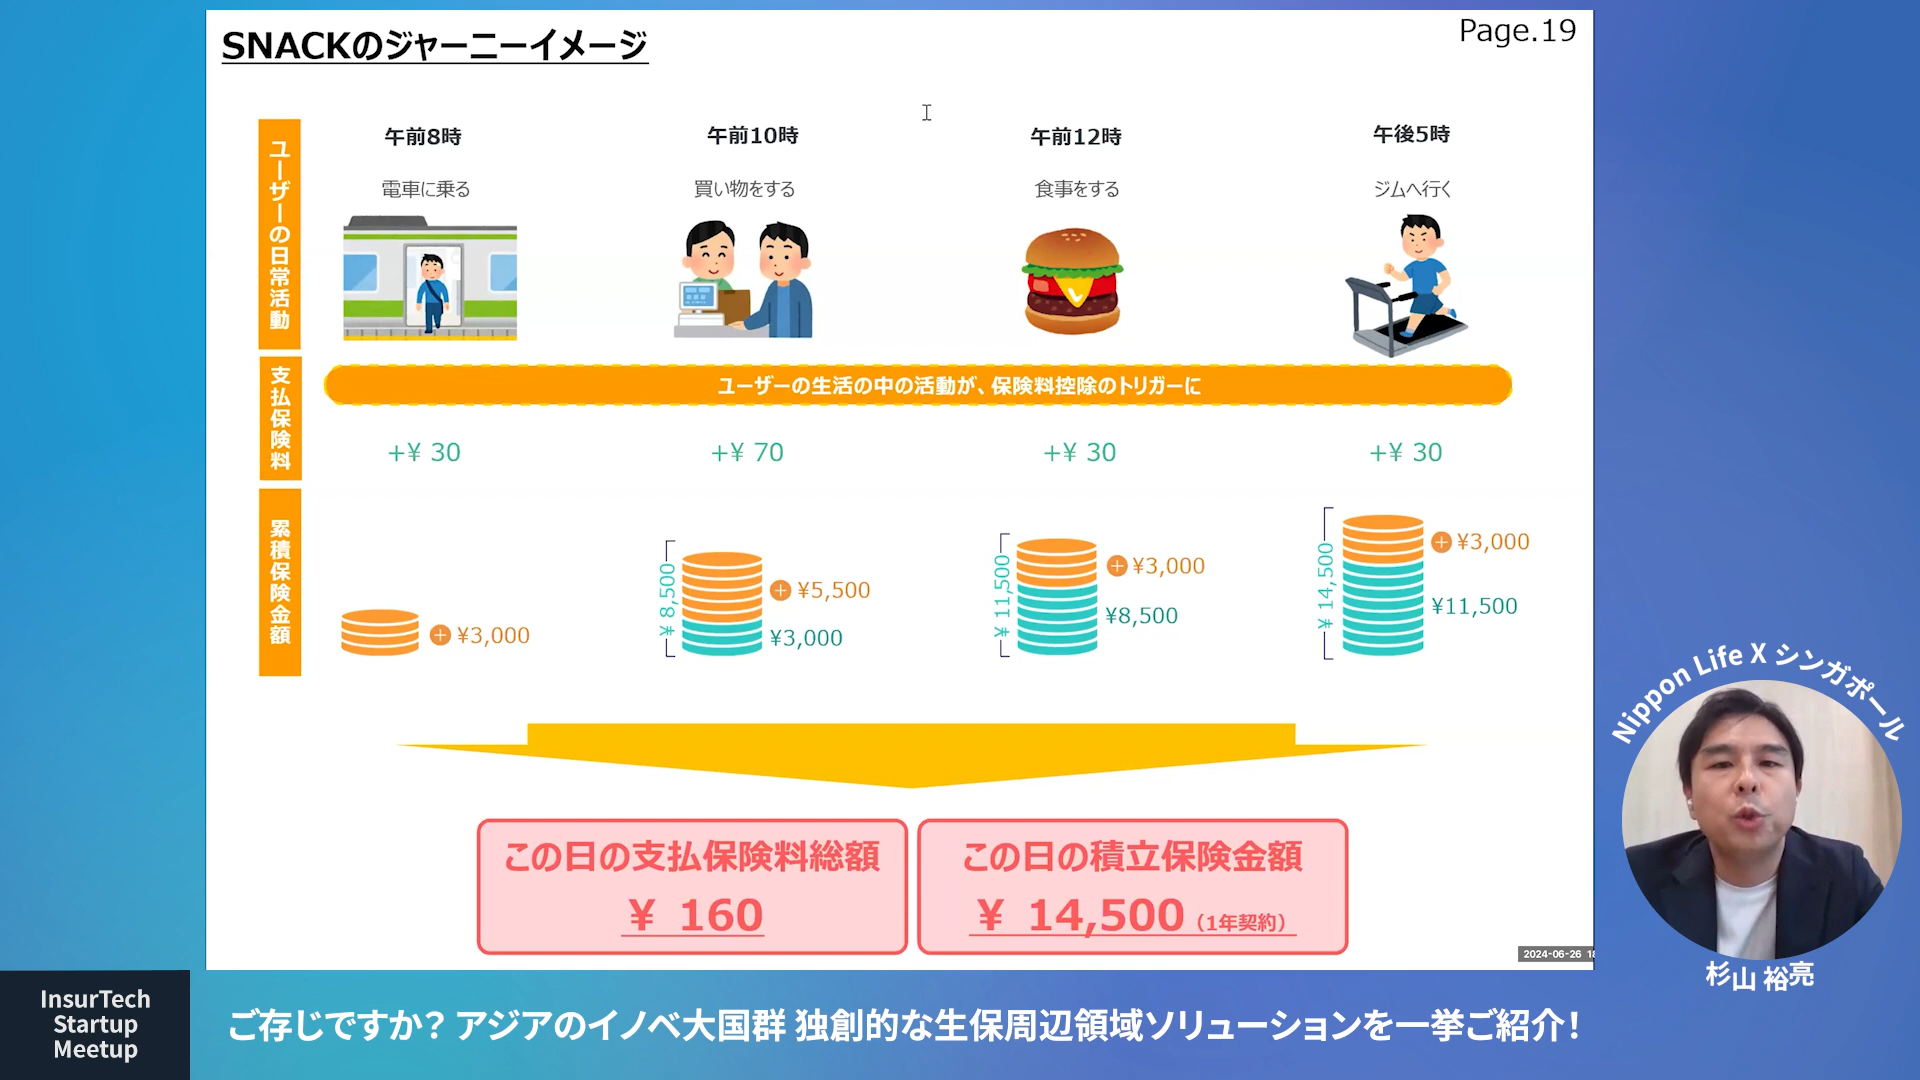 SNACKのジャーニーイメージ
Page.19
ユーザーの日常活動
午前8時
午前10時
午前12時
午後5時
電車に乗る
買い物をする
食事をする
ジムへ行く
支払保険料
ユーザーの生活の中の活動が、保険料控除のトリガーに
+¥ 30
+¥ 70
+¥ 30
+¥ 30
累積保険金額
+ ¥3,000
¥ 8,500
+ ¥5,500
¥3,000
¥ 11,500
+ ¥3,000
¥8,500
¥ 14,500
+ ¥3,000
¥11,500
この日の支払保険料総額
¥ 160
この日の積立保険金額
¥ 14,500 (1年契約)
2024-06-26
Nippon Life X シンガポール
杉山 裕亮
InsurTech
Startup
Meetup
ご存じですか? アジアのイノベ大国群 独創的な生保周辺領域ソリューションを一挙ご紹介!